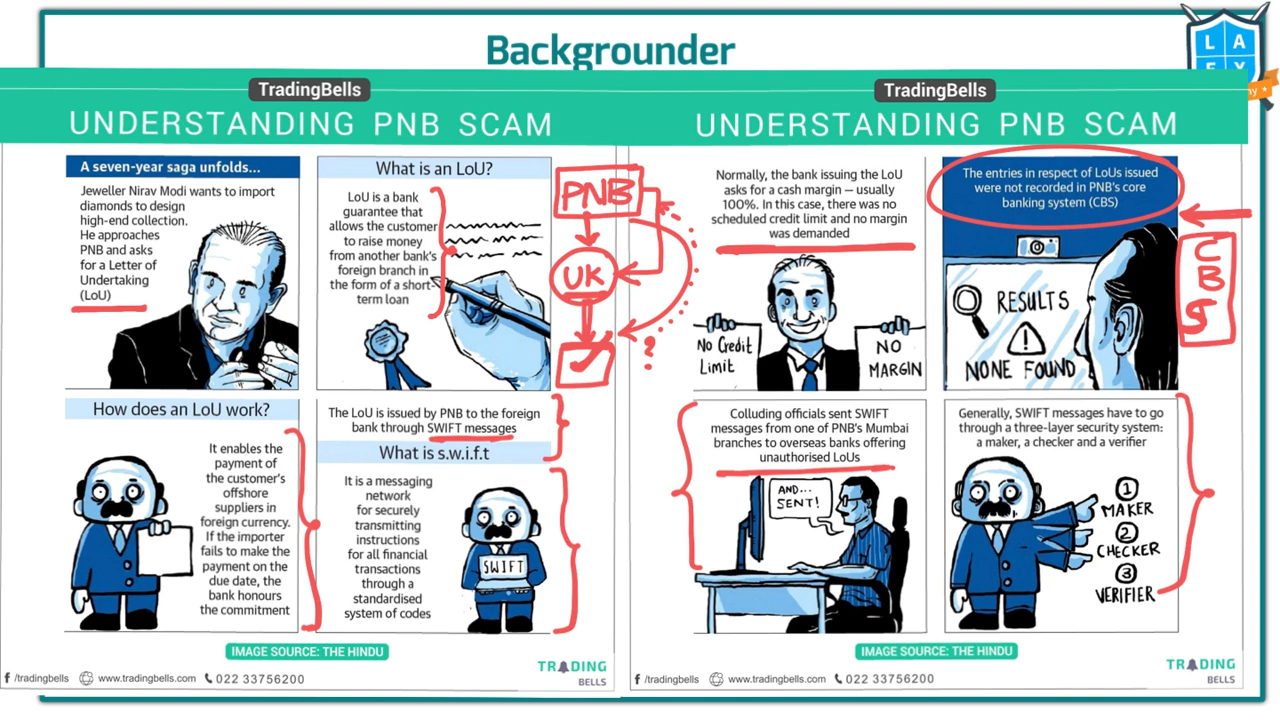 Backgrounder
L A
E X
ny
TradingBells
UNDERSTANDING PNB SCAM
A seven-year saga unfolds...
Jeweller Nirav Modi wants to import
diamonds to design
high-end collection.
He approaches
PNB and asks
for a Letter of
Undertaking
(LoU)
What is an LoU?
LoU is a bank
guarantee that
allows the customer
to raise money
from another bank's
foreign branch in
the form of a short-
term loan
PNB
UK
?
How does an LoU work?
It enables the
payment of
the customer's
offshore
suppliers in
foreign currency.
If the importer
fails to make the
payment on the
due date, the
bank honours
the commitment
The LoU is issued by PNB to the foreign
bank through SWIFT messages
What is s.w.i.f.t
It is a messaging
network
for securely
transmitting
instructions
for all financial
transactions
through a
standardised
system of codes
SWIFT
IMAGE SOURCE: THE HINDU
TRADING
BELLS
/tradingbells www.tradingbells.com 022 33756200
TradingBells
UNDERSTANDING PNB SCAM
Normally, the bank issuing the LoU
asks for a cash margin — usually
100%. In this case, there was no
scheduled credit limit and no margin
was demanded
No Credit
Limit
NO
MARGIN
The entries in respect of LoUs issued
were not recorded in PNB's core
banking system (CBS)
RESULTS
NONE FOUND
C
B
S
Colluding officials sent SWIFT
messages from one of PNB's Mumbai
branches to overseas banks offering
unauthorised LoUs
AND...
SENT!
Generally, SWIFT messages have to go
through a three-layer security system:
a maker, a checker and a verifier
1
MAKER
2
CHECKER
3
VERIFIER
IMAGE SOURCE: THE HINDU
TRADING
BELLS
/tradingbells www.tradingbells.com 022 33756200